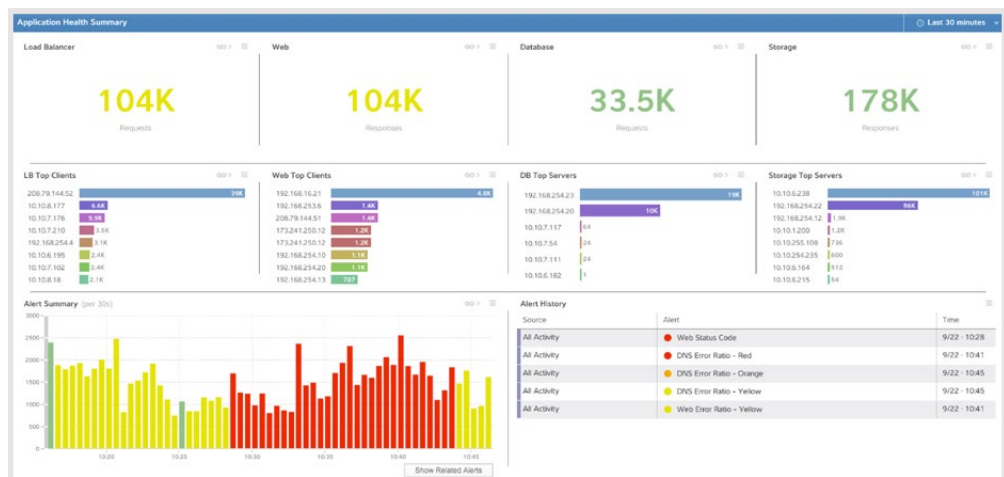 Application Health Summary
Last 30 minutes
Load Balancer GO >
Web GO >
Database GO >
Storage GO >
104K
104K
33.5K
178K
Requests
Responses
Requests
Responses
LB Top Clients GO >
208.79.144.52 39K
10.10.8.177 6.6K
10.10.7.176 5.9K
10.10.7.210 3.5K
192.168.254.4 3.1K
10.10.6.195 2.4K
10.10.7.102 2.4K
10.10.8.18 2.1K
Web Top Clients GO >
192.168.16.21 4.8K
192.168.253.6 1.4K
208.79.144.51 1.4K
173.241.250.12 1.2K
173.241.250.12 1.2K
192.168.254.10 1.1K
192.168.254.20 1.1K
192.168.254.13 787
DB Top Servers GO >
192.168.254.23 19K
192.168.254.20 10K
10.10.7.117 64
10.10.7.54 24
10.10.7.111 24
10.10.6.182 1
Storage Top Servers GO >
10.10.6.238 101K
192.168.254.22 56K
192.168.254.12 1.9K
10.10.1.200 1.2K
10.10.255.108 736
10.10.254.235 600
10.10.6.164 512
10.10.6.215 54
Alert Summary (per 30s) GO >
3000
2500
2000
1500
1000
500
0
10:20 10:25 10:30 10:35 10:40 10:45
Show Related Alerts
Alert History
Source Alert Time
All Activity Web Status Code 9/22 - 10:28
All Activity DNS Error Ratio - Red 9/22 - 10:41
All Activity DNS Error Ratio - Orange 9/22 - 10:45
All Activity DNS Error Ratio - Yellow 9/22 - 10:45
All Activity Web Error Ratio - Yellow 9/22 - 10:41